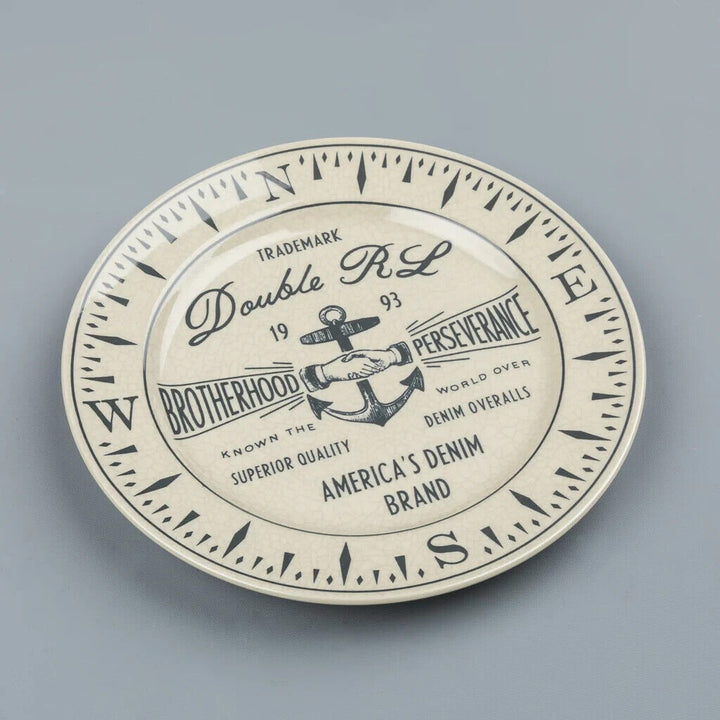 N
E
S
W
TRADEMARK
Double RL
19 93
BROTHERHOOD PERSEVERANCE
KNOWN THE WORLD OVER
SUPERIOR QUALITY DENIM OVERALLS
AMERICA'S DENIM
BRAND